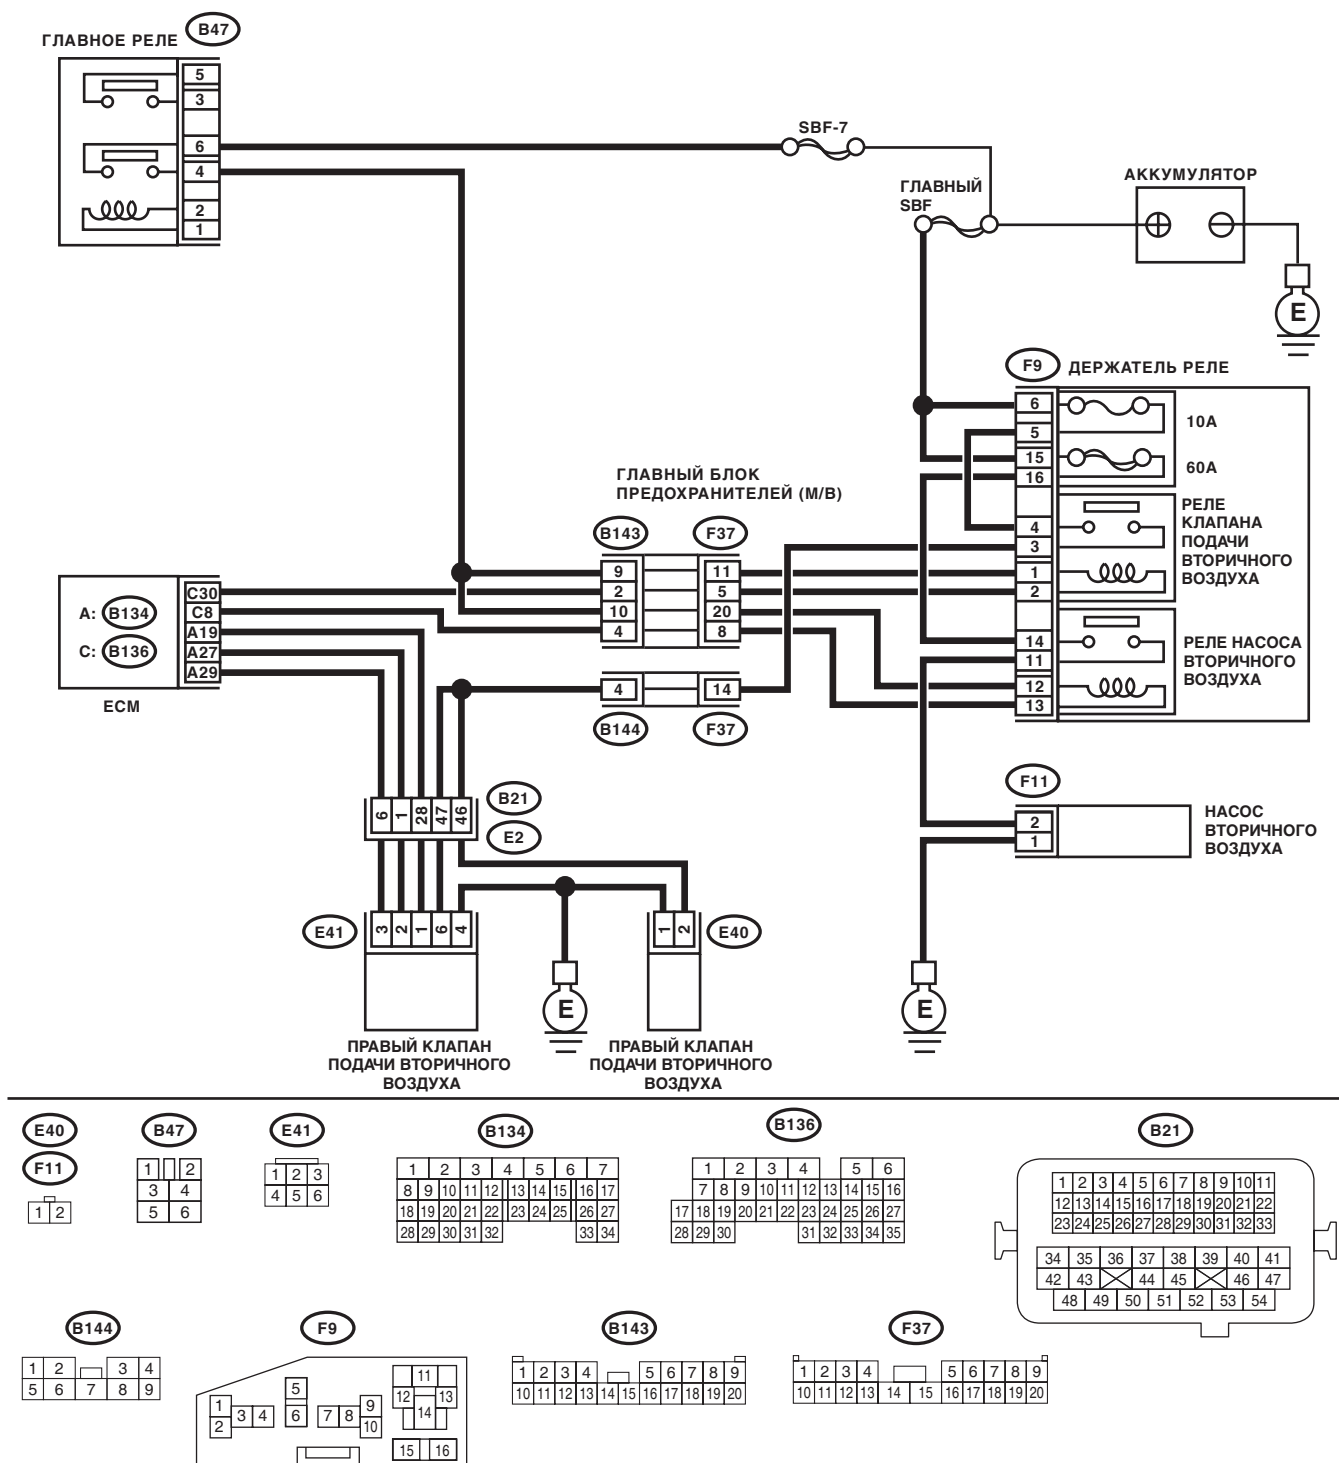 ГЛАВНОЕ РЕЛЕ
B47
5
3
6
4
2
1
SBF-7
ГЛАВНЫЙ
SBF
АККУМУЛЯТОР
E
F9
ДЕРЖАТЕЛЬ РЕЛЕ
6
5
15
16
4
3
1
2
14
11
12
13
10A
60A
РЕЛЕ
КЛАПАНА
ПОДАЧИ
ВТОРИЧНОГО
ВОЗДУХА
РЕЛЕ НАСОСА
ВТОРИЧНОГО
ВОЗДУХА
ГЛАВНЫЙ БЛОК
ПРЕДОХРАНИТЕЛЕЙ (M/B)
B143
F37
9 11
2 5
10 20
4 8
4 14
B144
F37
A: B134
C: B136
C30
C8
A19
A27
A29
ECM
6 1 28 47 46
B21
E2
F11
2
1
НАСОС
ВТОРИЧНОГО
ВОЗДУХА
E41
3 2 1 6 4
1 2
E40
E
E
ПРАВЫЙ КЛАПАН
ПОДАЧИ ВТОРИЧНОГО
ВОЗДУХА
ПРАВЫЙ КЛАПАН
ПОДАЧИ ВТОРИЧНОГО
ВОЗДУХА
E40
F11
1 2
B47
1 2
3 4
5 6
E41
1 2 3
4 5 6
B134
1 2 3 4 5 6 7
8 9 10 11 12 13 14 15 16 17
18 19 20 21 22 23 24 25 26 27
28 29 30 31 32 33 34
B136
1 2 3 4 5 6
7 8 9 10 11 12 13 14 15 16
17 18 19 20 21 22 23 24 25 26 27
28 29 30 31 32 33 34 35
B21
1 2 3 4 5 6 7 8 9 10 11
12 13 14 15 16 17 18 19 20 21 22
23 24 25 26 27 28 29 30 31 32 33
34 35 36 37 38 39 40 41
42 43 44 45 46 47
48 49 50 51 52 53 54
B144
1 2 3 4
5 6 7 8 9
F9
1
2
3 4
5
6
7 8
9
10
11
12 13
14
15 16
B143
1 2 3 4 5 6 7 8 9
10 11 12 13 14 15 16 17 18 19 20
F37
1 2 3 4 5 6 7 8 9
10 11 12 13 14 15 16 17 18 19 20